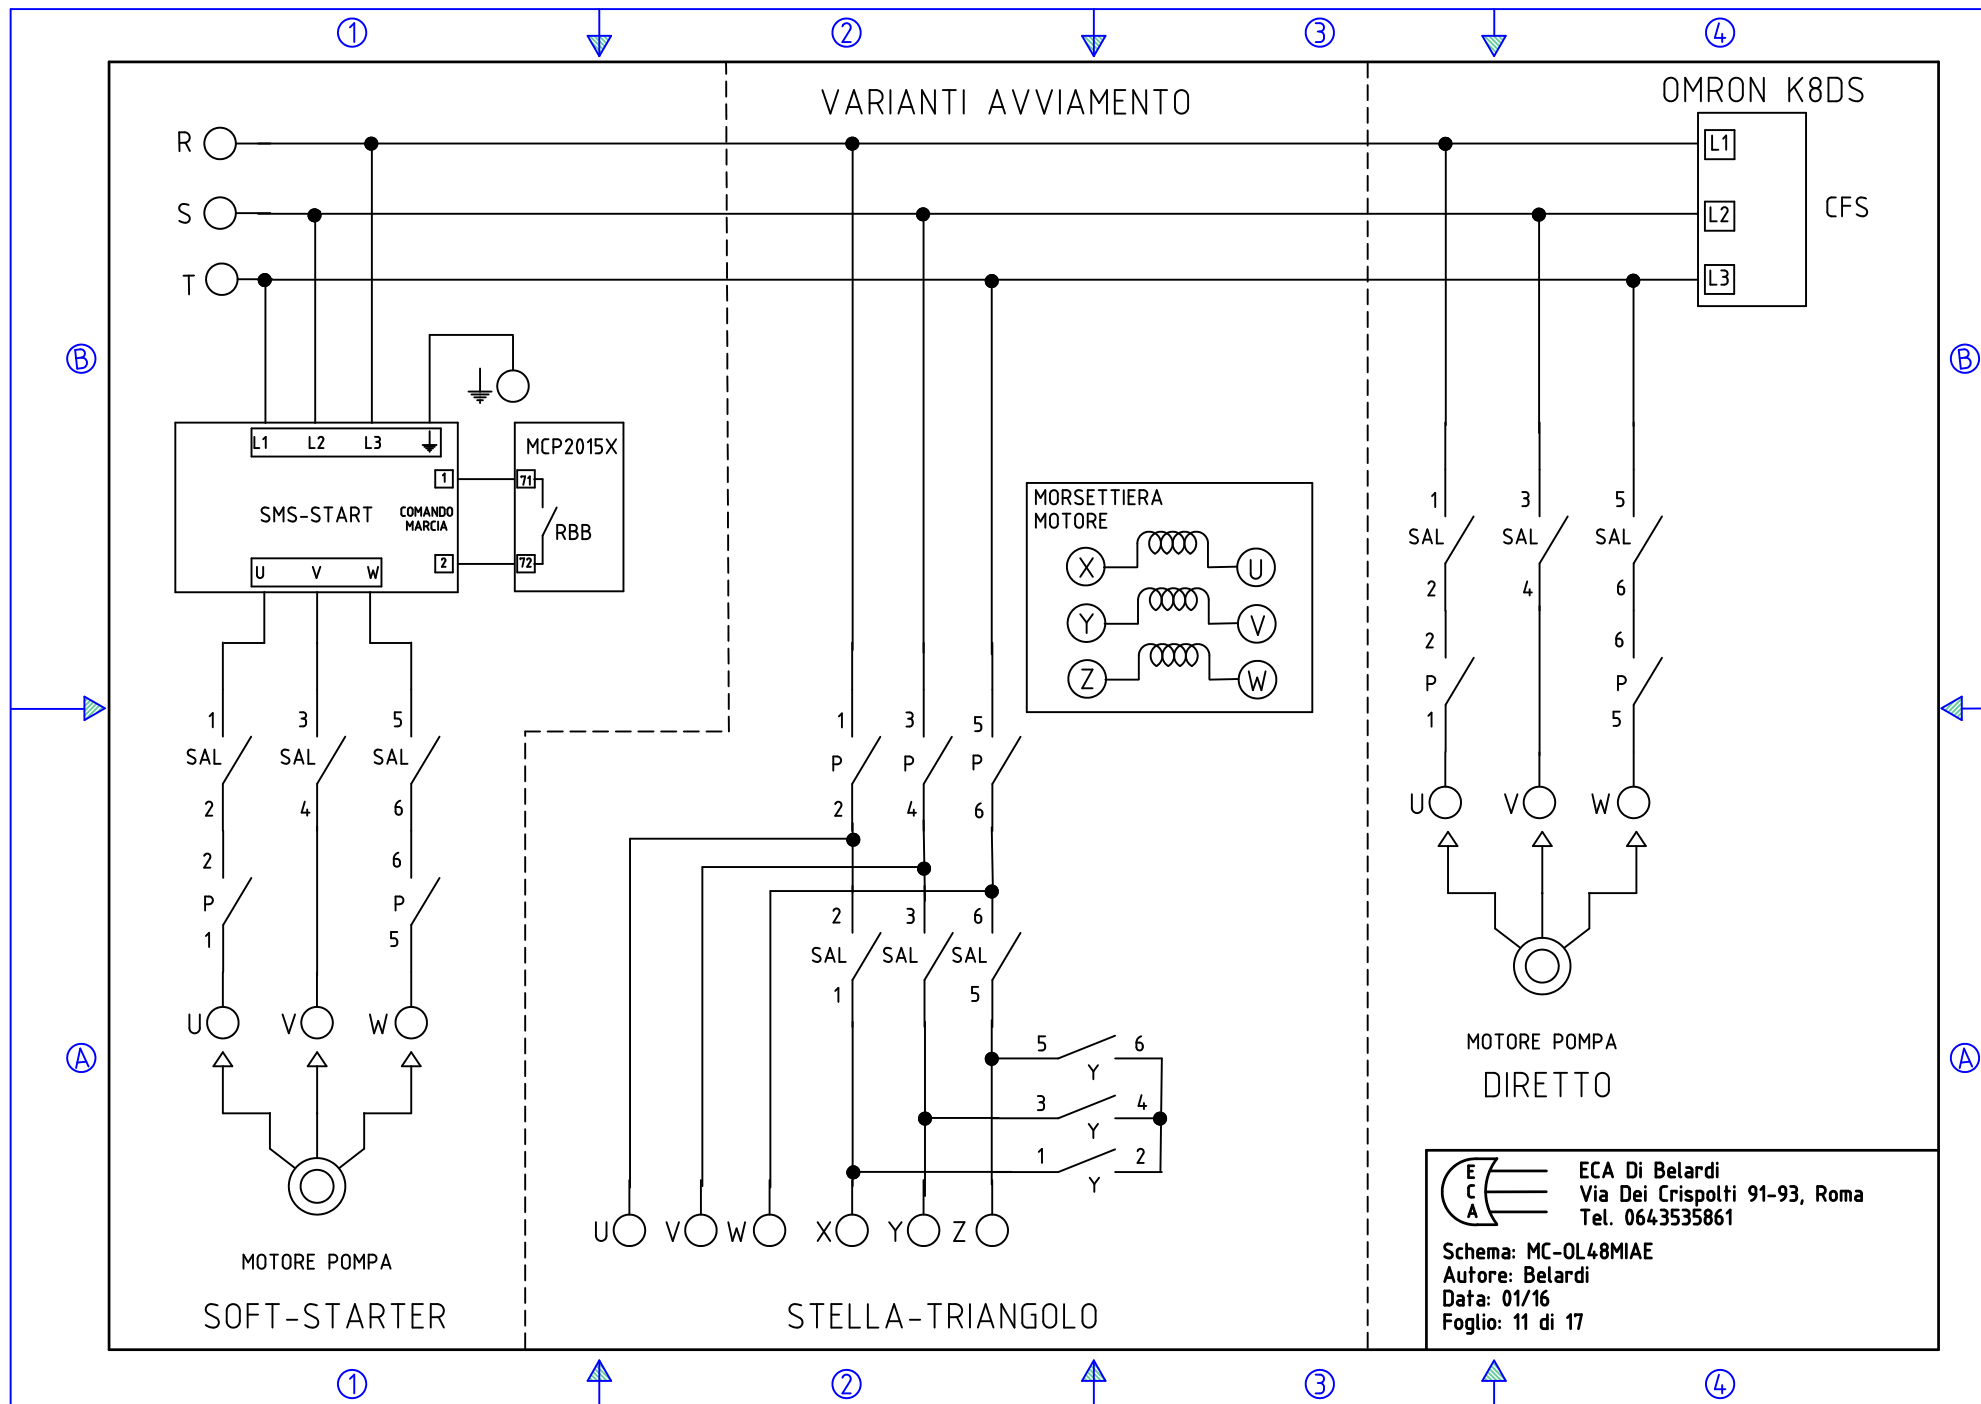 1 2 3 4
VARIANTI AVVIAMENTO
OMRON K8DS
R
L1
S
L2
CFS
T
L3
B
B
L1 L2 L3
MCP2015X
1
71
SMS-START
COMANDO
MARCIA
RBB
2
72
U V W
MORSETTIERA
MOTORE
X U
Y V
Z W
1 3 5
SAL SAL SAL
2 4 6
2 6
P P
1 5
U V W
MOTORE POMPA
DIRETTO
1 3 5
SAL SAL SAL
2 4 6
2 6
P P
1 5
U V W
MOTORE POMPA
SOFT-STARTER
1 3 5
P P P
2 4 6
2 3 6
SAL SAL SAL
1 5
5 6
Y
3 4
Y
1 2
Y
U V W X Y Z
STELLA-TRIANGOLO
A
A
E
C
A
ECA Di Belardi
Via Dei Crispolti 91-93, Roma
Tel. 0643535861
Schema: MC-OL48MIAE
Autore: Belardi
Data: 01/16
Foglio: 11 di 17
1 2 3 4